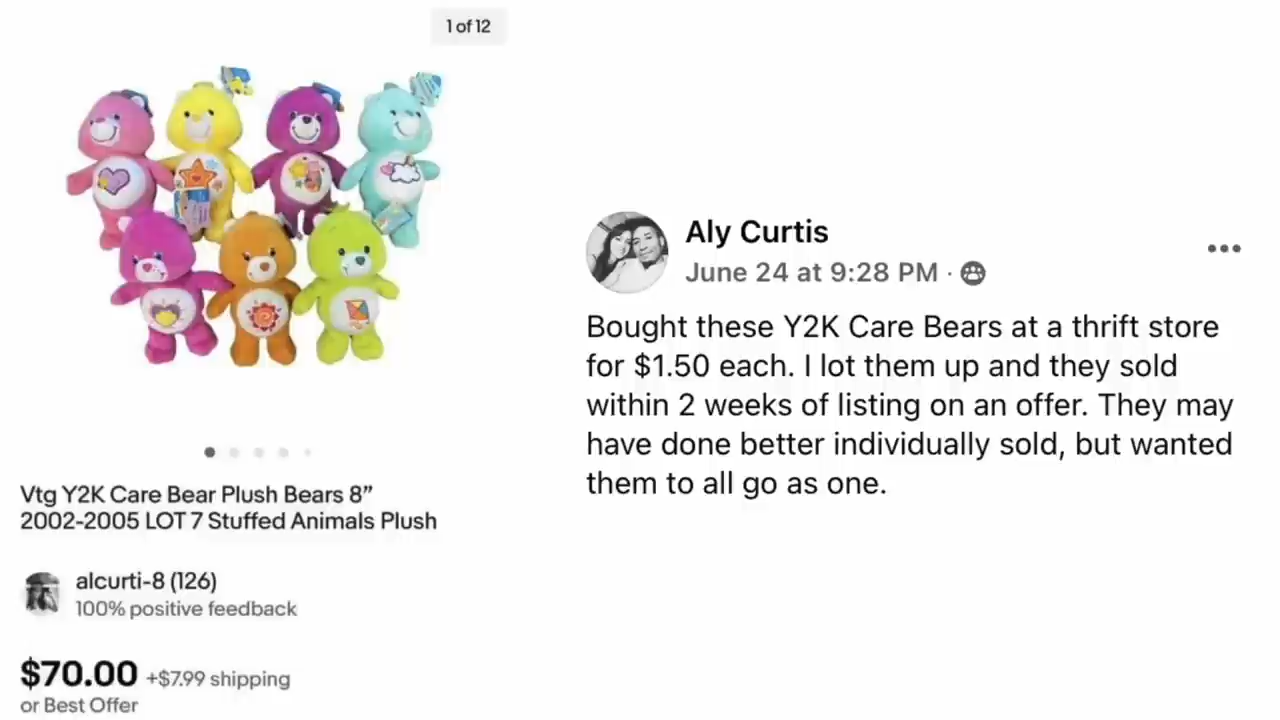 1 of 12
Vtg Y2K Care Bear Plush Bears 8”
2002-2005 LOT 7 Stuffed Animals Plush
alcurti-8 (126)
100% positive feedback
$70.00 +$7.99 shipping
or Best Offer
Aly Curtis
June 24 at 9:28 PM ·
Bought these Y2K Care Bears at a thrift store
for $1.50 each. I lot them up and they sold
within 2 weeks of listing on an offer. They may
have done better individually sold, but wanted
them to all go as one.